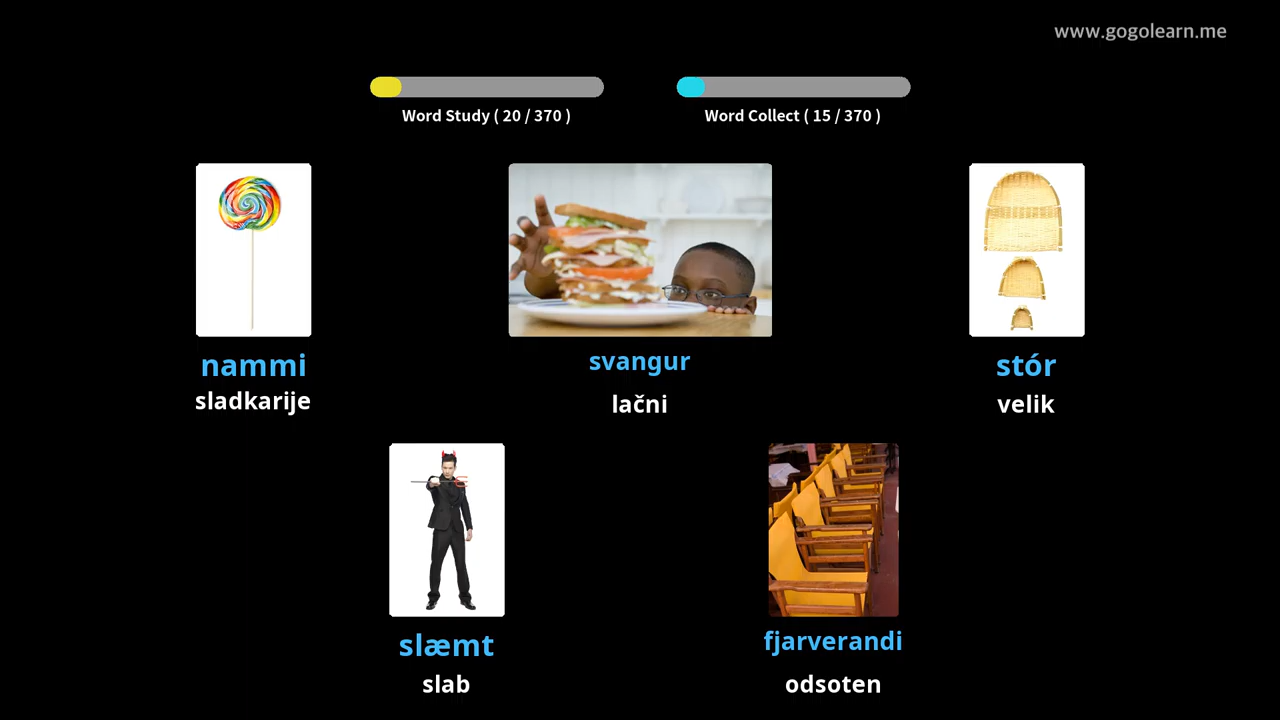 www.gogolearn.me
Word Study ( 20 / 370 )
Word Collect ( 15 / 370 )
nammi
sladkarije
svangur
lačni
stór
velik
slæmt
slab
fjarverandi
odsoten